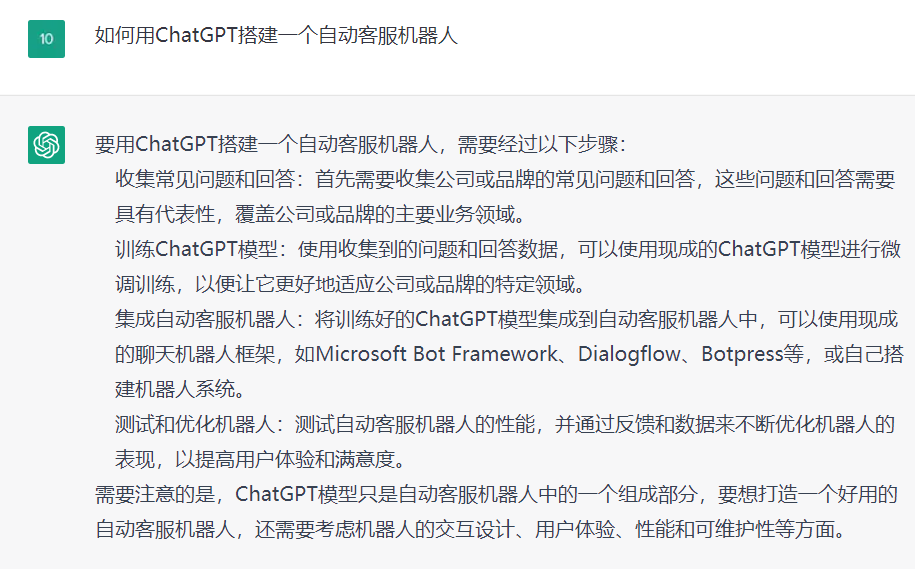 10
如何用ChatGPT搭建一个自动客服机器人
要用ChatGPT搭建一个自动客服机器人，需要经过以下步骤：
收集常见问题和回答：首先需要收集公司或品牌的常见问题和回答，这些问题和回答需要
具有代表性，覆盖公司或品牌的主要业务领域。
训练ChatGPT模型：使用收集到的问题和回答数据，可以使用现成的ChatGPT模型进行微
调训练，以便让它更好地适应公司或品牌的特定领域。
集成自动客服机器人：将训练好的ChatGPT模型集成到自动客服机器人中，可以使用现成
的聊天机器人框架，如Microsoft Bot Framework、Dialogflow、Botpress等，或自己搭
建机器人系统。
测试和优化机器人：测试自动客服机器人的性能，并通过反馈和数据来不断优化机器人的
表现，以提高用户体验和满意度。
需要注意的是，ChatGPT模型只是自动客服机器人中的一个组成部分，要想打造一个好用的
自动客服机器人，还需要考虑机器人的交互设计、用户体验、性能和可维护性等方面。